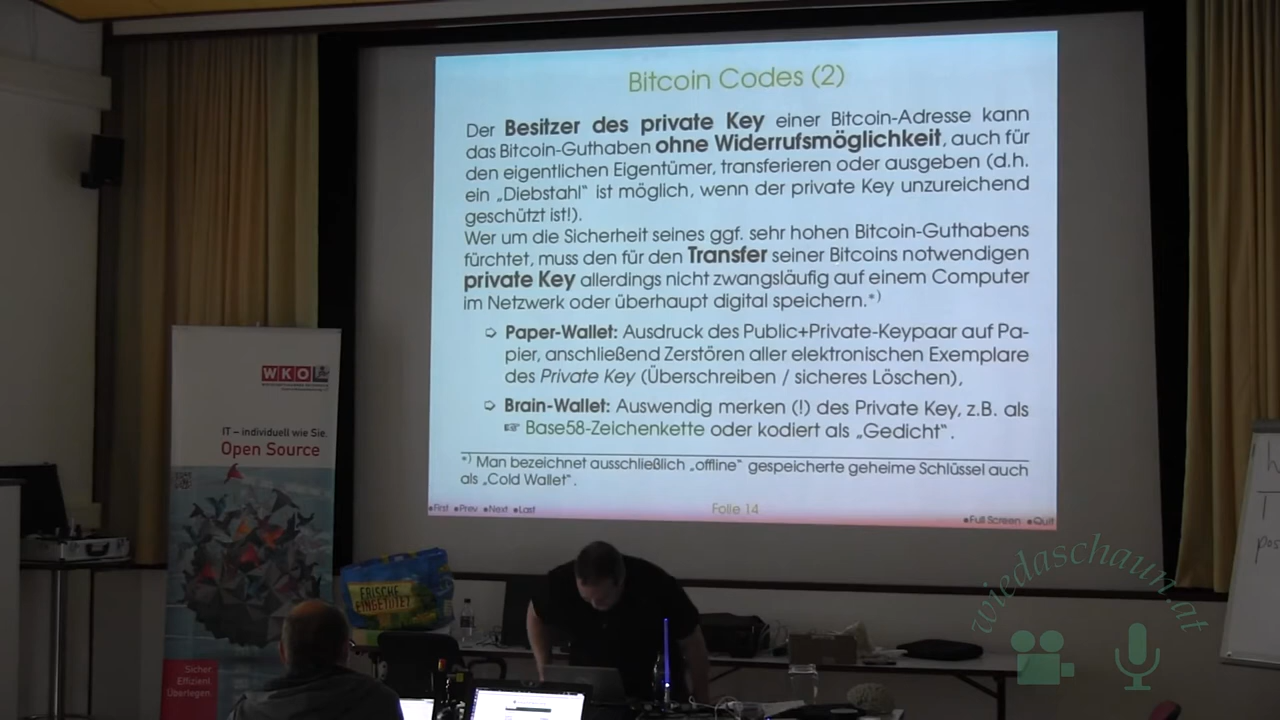 Bitcoin Codes (2)
Der Besitzer des private Key einer Bitcoin-Adresse kann
das Bitcoin-Guthaben ohne Widerrufsmöglichkeit, auch für
den eigentlichen Eigentümer, transferieren oder ausgeben (d.h.
ein „Diebstahl“ ist möglich, wenn der private Key unzureichend
geschützt ist!).
Wer um die Sicherheit seines ggf. sehr hohen Bitcoin-Guthabens
fürchtet, muss den für den Transfer seiner Bitcoins notwendigen
private Key allerdings nicht zwangsläufig auf einem Computer
im Netzwerk oder überhaupt digital speichern.*)
➭ Paper-Wallet: Ausdruck des Public+Private-Keypaar auf Pa-
pier, anschließend Zerstören aller elektronischen Exemplare
des Private Key (Überschreiben / sicheres Löschen),
➭ Brain-Wallet: Auswendig merken (!) des Private Key, z.B. als
☞ Base58-Zeichenkette oder kodiert als „Gedicht“.
*) Man bezeichnet ausschließlich „offline“ gespeicherte geheime Schlüssel auch
als „Cold Wallet“.
•First •Prev •Next •Last
Folie 14
•Full Screen •Quit
WKO
IT – individuell wie Sie.
Open Source
Sicher.
Effizient.
Überlegen.
FRISCHE
EINGETÜTET
wiedaschaun.at